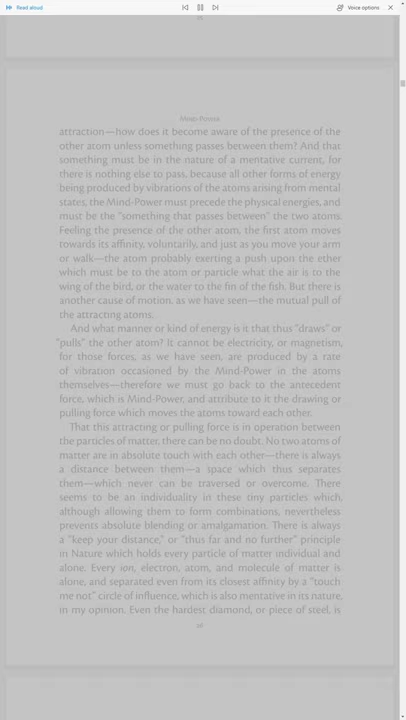 Read aloud
Voice options
Mind-Power
attraction—how does it become aware of the presence of the
other atom unless something passes between them? And that
something must be in the nature of a mentative current, for
there is nothing else to pass, because all other forms of energy
being produced by vibrations of the atoms arising from mental
states, the Mind-Power must precede the physical energies, and
must be the "something that passes between" the two atoms.
Feeling the presence of the other atom, the first atom moves
towards its affinity, voluntarily, and just as you move your arm
or walk—the atom probably exerting a push upon the ether
which must be to the atom or particle what the air is to the
wing of the bird, or the water to the fin of the fish. But there is
another cause of motion, as we have seen—the mutual pull of
the attracting atoms.
And what manner or kind of energy is it that thus "draws" or
"pulls" the other atom? It cannot be electricity, or magnetism,
for those forces, as we have seen, are produced by a rate
of vibration occasioned by the Mind-Power in the atoms
themselves—therefore we must go back to the antecedent
force, which is Mind-Power, and attribute to it the drawing or
pulling force which moves the atoms toward each other.
That this attracting or pulling force is in operation between
the particles of matter, there can be no doubt. No two atoms of
matter are in absolute touch with each other—there is always
a distance between them—a space which thus separates
them—which never can be traversed or overcome. There
seems to be an individuality in these tiny particles which,
although allowing them to form combinations, nevertheless
prevents absolute blending or amalgamation. There is always
a "keep your distance," or "thus far and no further" principle
in Nature which holds every particle of matter individual and
alone. Every ion, electron, atom, and molecule of matter is
alone, and separated even from its closest affinity by a "touch
me not" circle of influence, which is also mentative in its nature,
in my opinion. Even the hardest diamond, or piece of steel, is